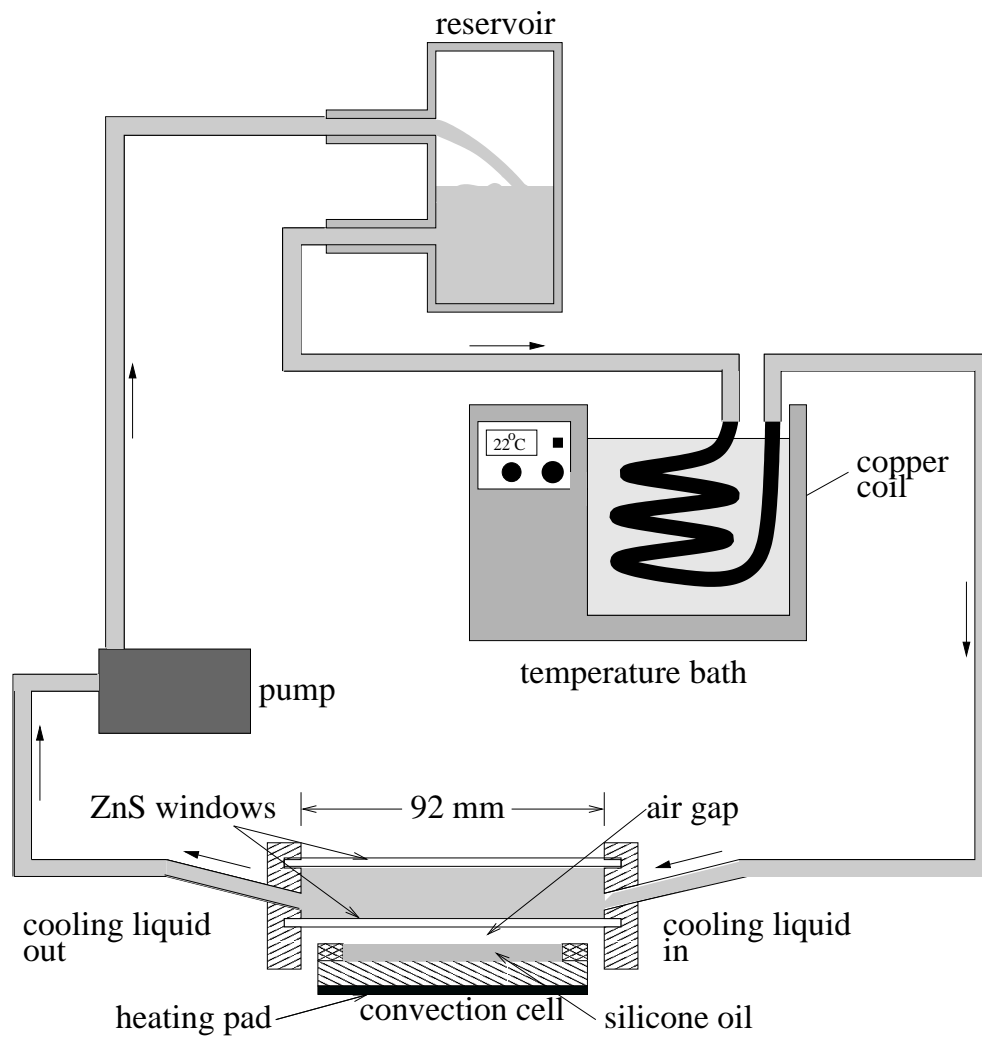 reservoir
22°C
copper
coil
temperature bath
pump
ZnS windows
92 mm
air gap
cooling liquid
out
cooling liquid
in
heating pad
convection cell
silicone oil